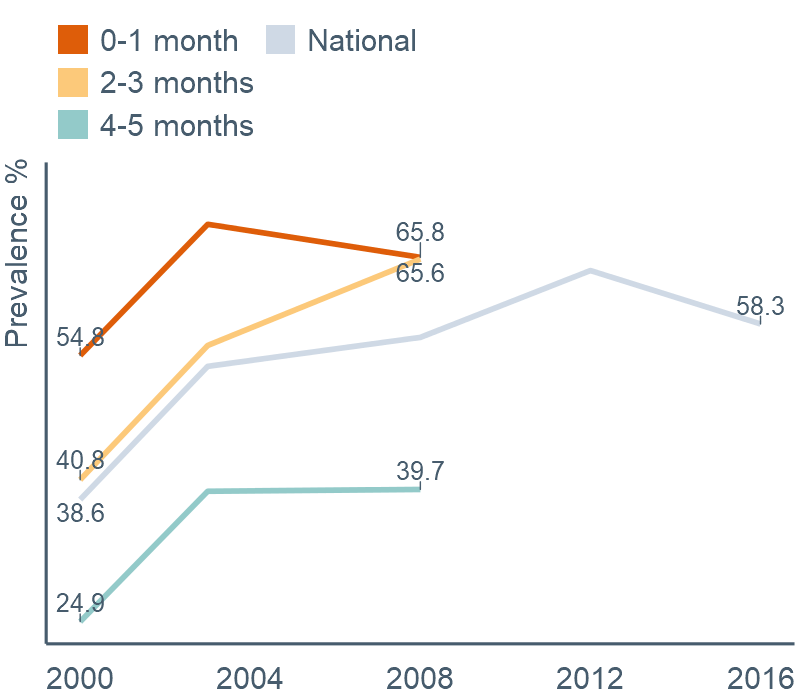 0-1 month
National
2-3 months
4-5 months
Prevalence %
65.8
65.6
58.3
54.8
40.8
39.7
38.6
24.9
2000 2004 2008 2012 2016